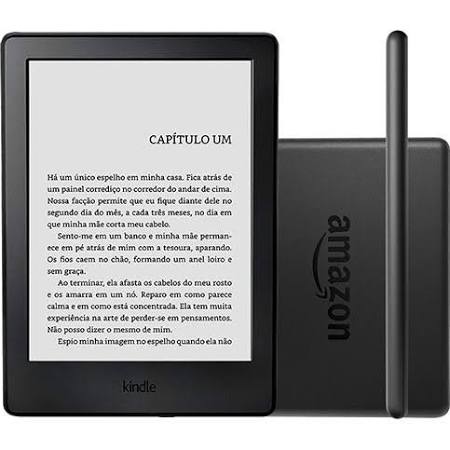 CAPÍTULO UM
Há um único espelho em minha casa. Fica atrás de
um painel corrediço no corredor do andar de cima.
Nossa facção permite que eu fique diante dele no
segundo dia do mês, a cada três meses, no dia em
que minha mãe corta meu cabelo.
Sento-me em um banco e minha mãe perman-
ece em pé atrás de mim com a tesoura, aparando.
Os fios caem no chão, formando um anel loiro e
sem graça.
Ao terminar, ela afasta os cabelos do meu rosto
e os amarra em um nó. Reparo em como parece
calma e em como está concentrada. Ela tem muita
experiência na arte de perder-se em pensamentos.
Não posso dizer o mesmo de mim.
Espio minha imagem no espelho quando ela não
kindle
amazon